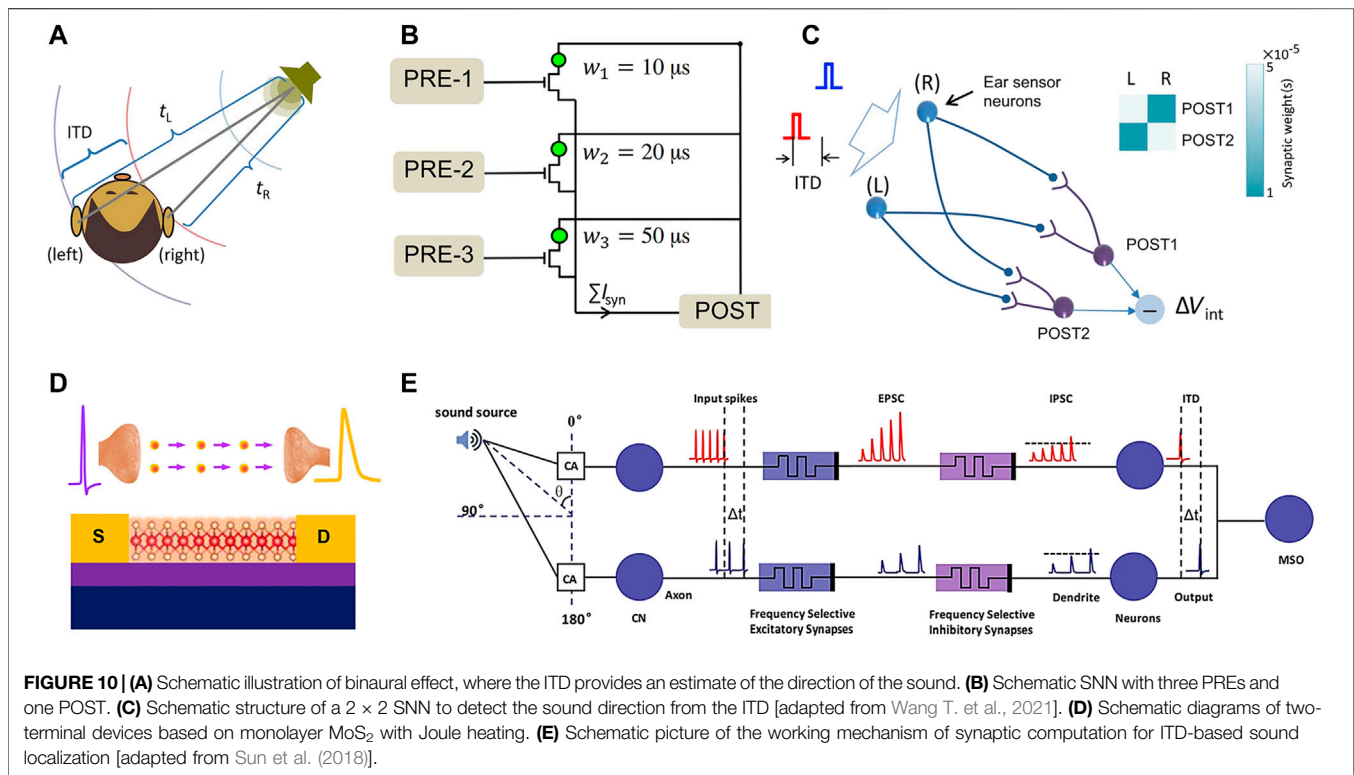 A
ITD
t_L
t_R
(left)
(right)
B
PRE-1
w_1 = 10 μs
PRE-2
w_2 = 20 μs
PRE-3
w_3 = 50 μs
∑I_syn
POST
C
(R)
Ear sensor
neurons
ITD
(L)
L R
POST1
POST2
×10^-5
5
Synaptic weight (s)
1
POST1
POST2
−
ΔV_int
D
S
D
E
sound source
0°
CA
θ
90°
CA
180°
CN
Axon
Input spikes
Δt
EPSC
IPSC
ITD
Δt
Frequency Selective
Excitatory Synapses
Frequency Selective
Inhibitory Synapses
Dendrite
Neurons
Output
MSO
FIGURE 10 | (A) Schematic illustration of binaural effect, where the ITD provides an estimate of the direction of the sound. (B) Schematic SNN with three PREs and
one POST. (C) Schematic structure of a 2 × 2 SNN to detect the sound direction from the ITD [adapted from Wang T. et al., 2021]. (D) Schematic diagrams of two-
terminal devices based on monolayer MoS₂ with Joule heating. (E) Schematic picture of the working mechanism of synaptic computation for ITD-based sound
localization [adapted from Sun et al. (2018)].